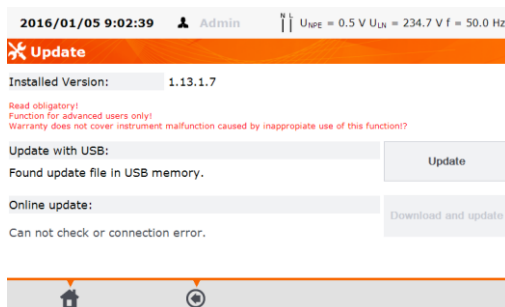 2016/01/05 9:02:39 Admin N L UNPE = 0.5 V ULN = 234.7 V f = 50.0 Hz
Update
Installed Version: 1.13.1.7
Read obligatory!
Function for advanced users only!
Warranty does not cover instrument malfunction caused by inappropiate use of this function!?
Update with USB:
Update
Found update file in USB memory.
Online update:
Download and update
Can not check or connection error.